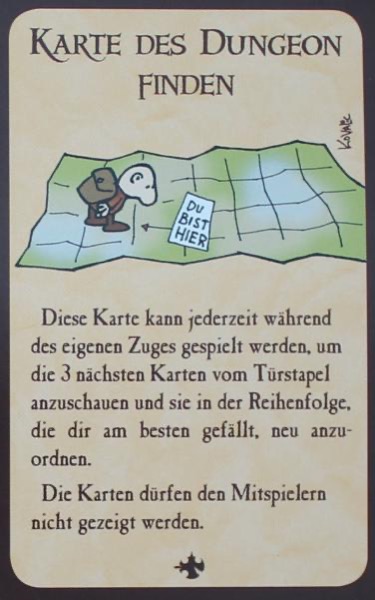 Karte des Dungeon
finden
Kovalic
DU
BIST
HIER
Diese Karte kann jederzeit während
des eigenen Zuges gespielt werden, um
die 3 nächsten Karten vom Türstapel
anzuschauen und sie in der Reihenfolge,
die dir am besten gefällt, neu anzu-
ordnen.
Die Karten dürfen den Mitspielern
nicht gezeigt werden.